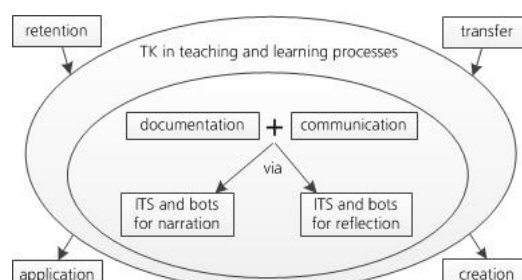 retention
transfer
TK in teaching and learning processes
documentation + communication
via
ITS and bots
for narration
ITS and bots
for reflection
application
creation